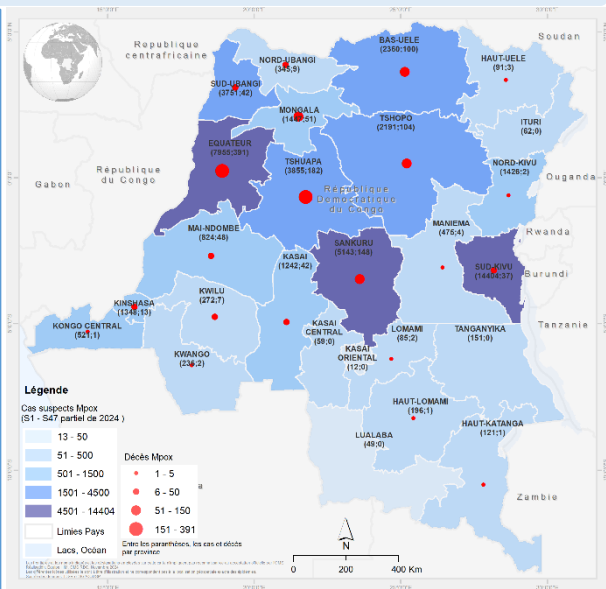 Soudan
République
centrafricaine
BAS-UELE
(2350;100)
NORD-UBANGI
(345;9)
HAUT-UELE
(91;3)
SUD-UBANGI
(3751;42)
MONGALA
TSHOPO
(2191;104)
ITURI
(62;0)
EQUATEUR
(7955;391)
TSHUAPA
(3855;182)
NORD-KIVU
(1426;2)
Ouganda
République
du Congo
Gabon
République
Démocratique
du Congo
MANIEMA
(475;4)
Rwanda
MAI-NDOMBE
(824;48)
KASAI
(1242;42)
SANKURU
(5143;148)
SUD-KIVU
(14404;37)
Burundi
KWILU
(272;7)
KINSHASA
KONGO CENTRAL
(521;1)
KASAI
CENTRAL
(59;0)
LOMAMI
(85;2)
TANGANYIKA
(151;0)
Tanzanie
KASAI
ORIENTAL
(12;0)
KWANGO
HAUT-LOMAMI
(196;1)
HAUT-KATANGA
(121;1)
LUALABA
(49;0)
Zambie
Légende
Cas suspects Mpox
(S1 - S47 partiel de 2024 )
13 - 50
51 - 500
501 - 1500
1501 - 4500
4501 - 14404
Limies Pays
Lacs, Océan
Décès Mpox
1 - 5
6 - 50
51 - 150
151 - 391
Entre les paranthèses, les cas et décès
par province
N
0 200 400 Km